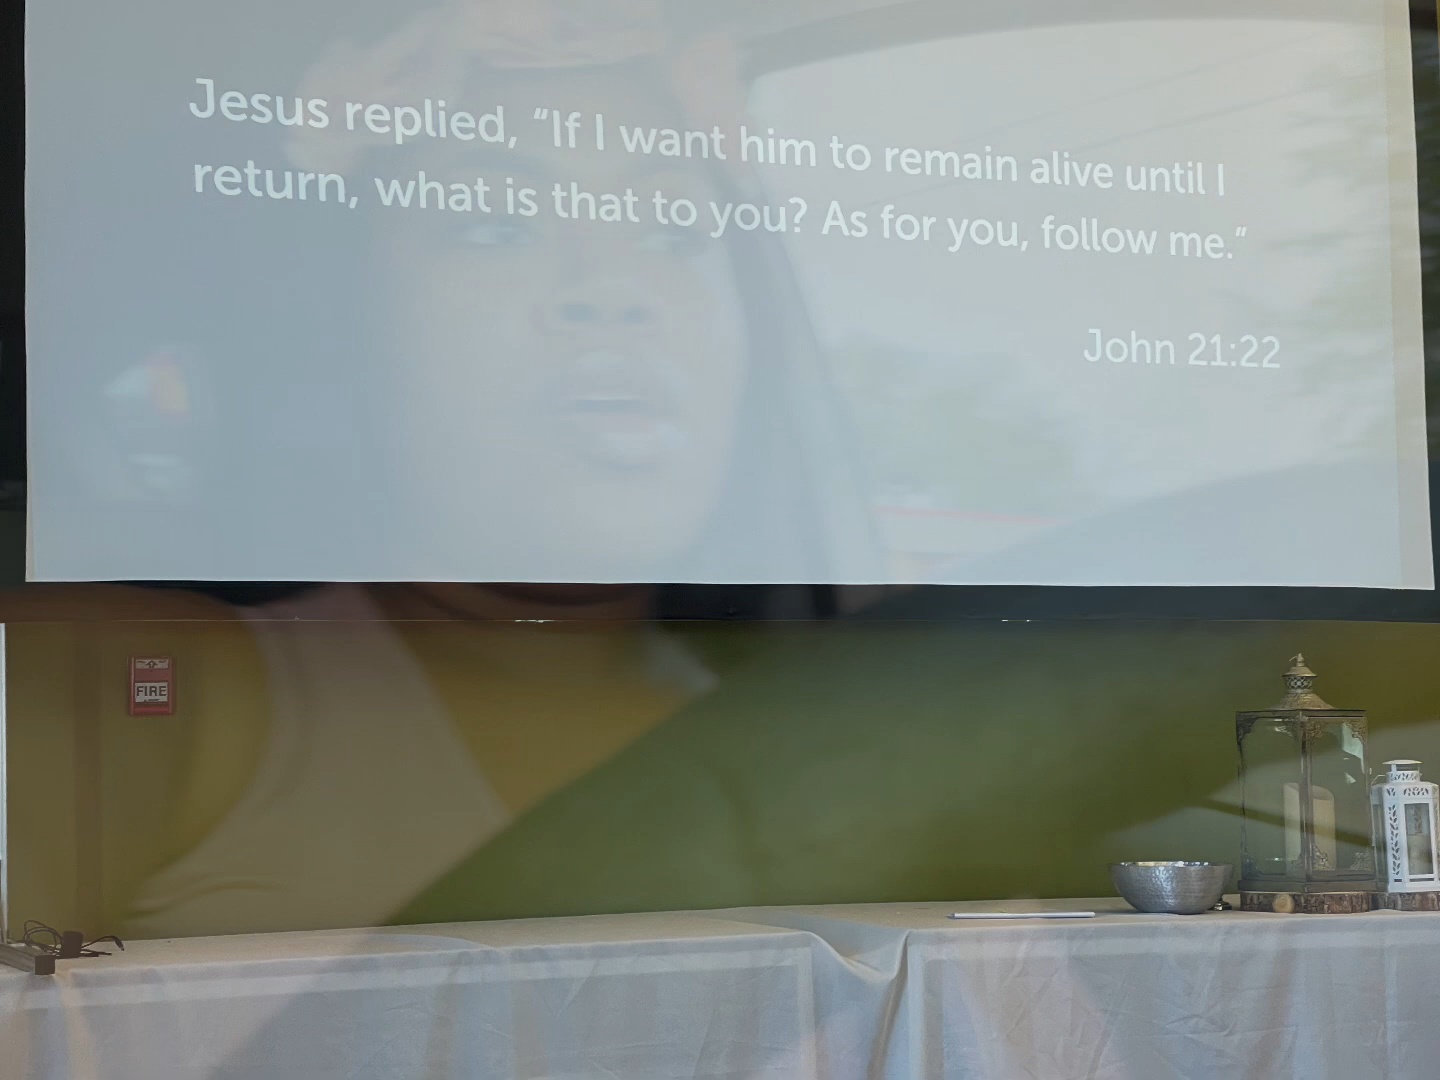 Jesus replied, "If I want him to remain alive until I
return, what is that to you? As for you, follow me."
John 21:22
FIRE